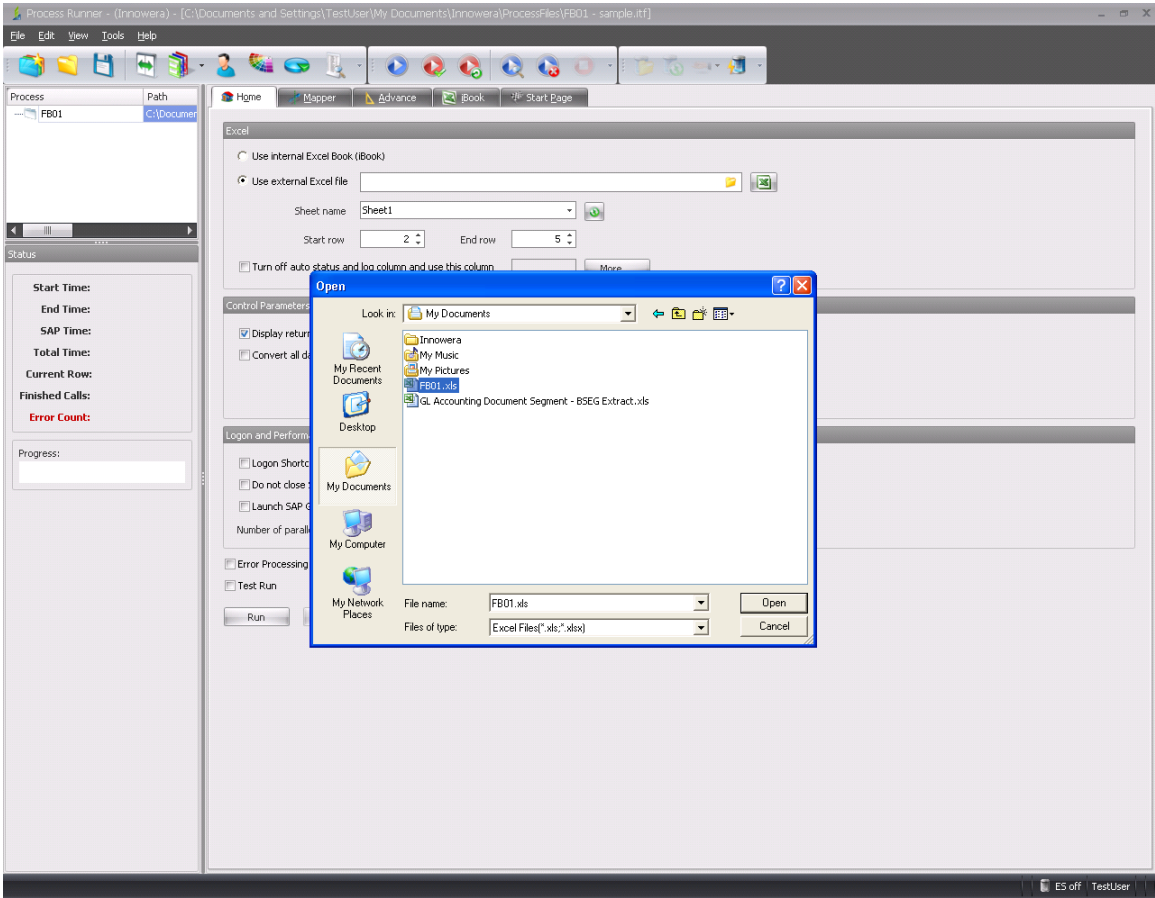 Process Runner - (Innowera) - [C:\Documents and Settings\TestUser\My Documents\Innowera\ProcessFiles\FB01 - sample.itf]
File Edit View Tools Help
Process Path
FB01 C:\Documer
Home Mapper Advance iBook Start Page
Excel
Use internal Excel Book (iBook)
Use external Excel file
Sheet name Sheet1
Start row 2 End row 5
Turn off auto status and log column and use this column More
Status
Start Time:
End Time:
SAP Time:
Total Time:
Current Row:
Finished Calls:
Error Count:
Progress:
Control Parameters
Display return
Convert all da
Logon and Perform
Logon Shortc
Do not close
Launch SAP G
Number of paralle
Error Processing
Test Run
Run
Open
Look in: My Documents
My Recent Documents
Desktop
My Documents
My Computer
My Network Places
Innowera
My Music
My Pictures
FB01.xls
GL Accounting Document Segment - BSEG Extract.xls
File name: FB01.xls Open
Files of type: Excel Files(*.xls;*.xlsx) Cancel
ES off TestUser